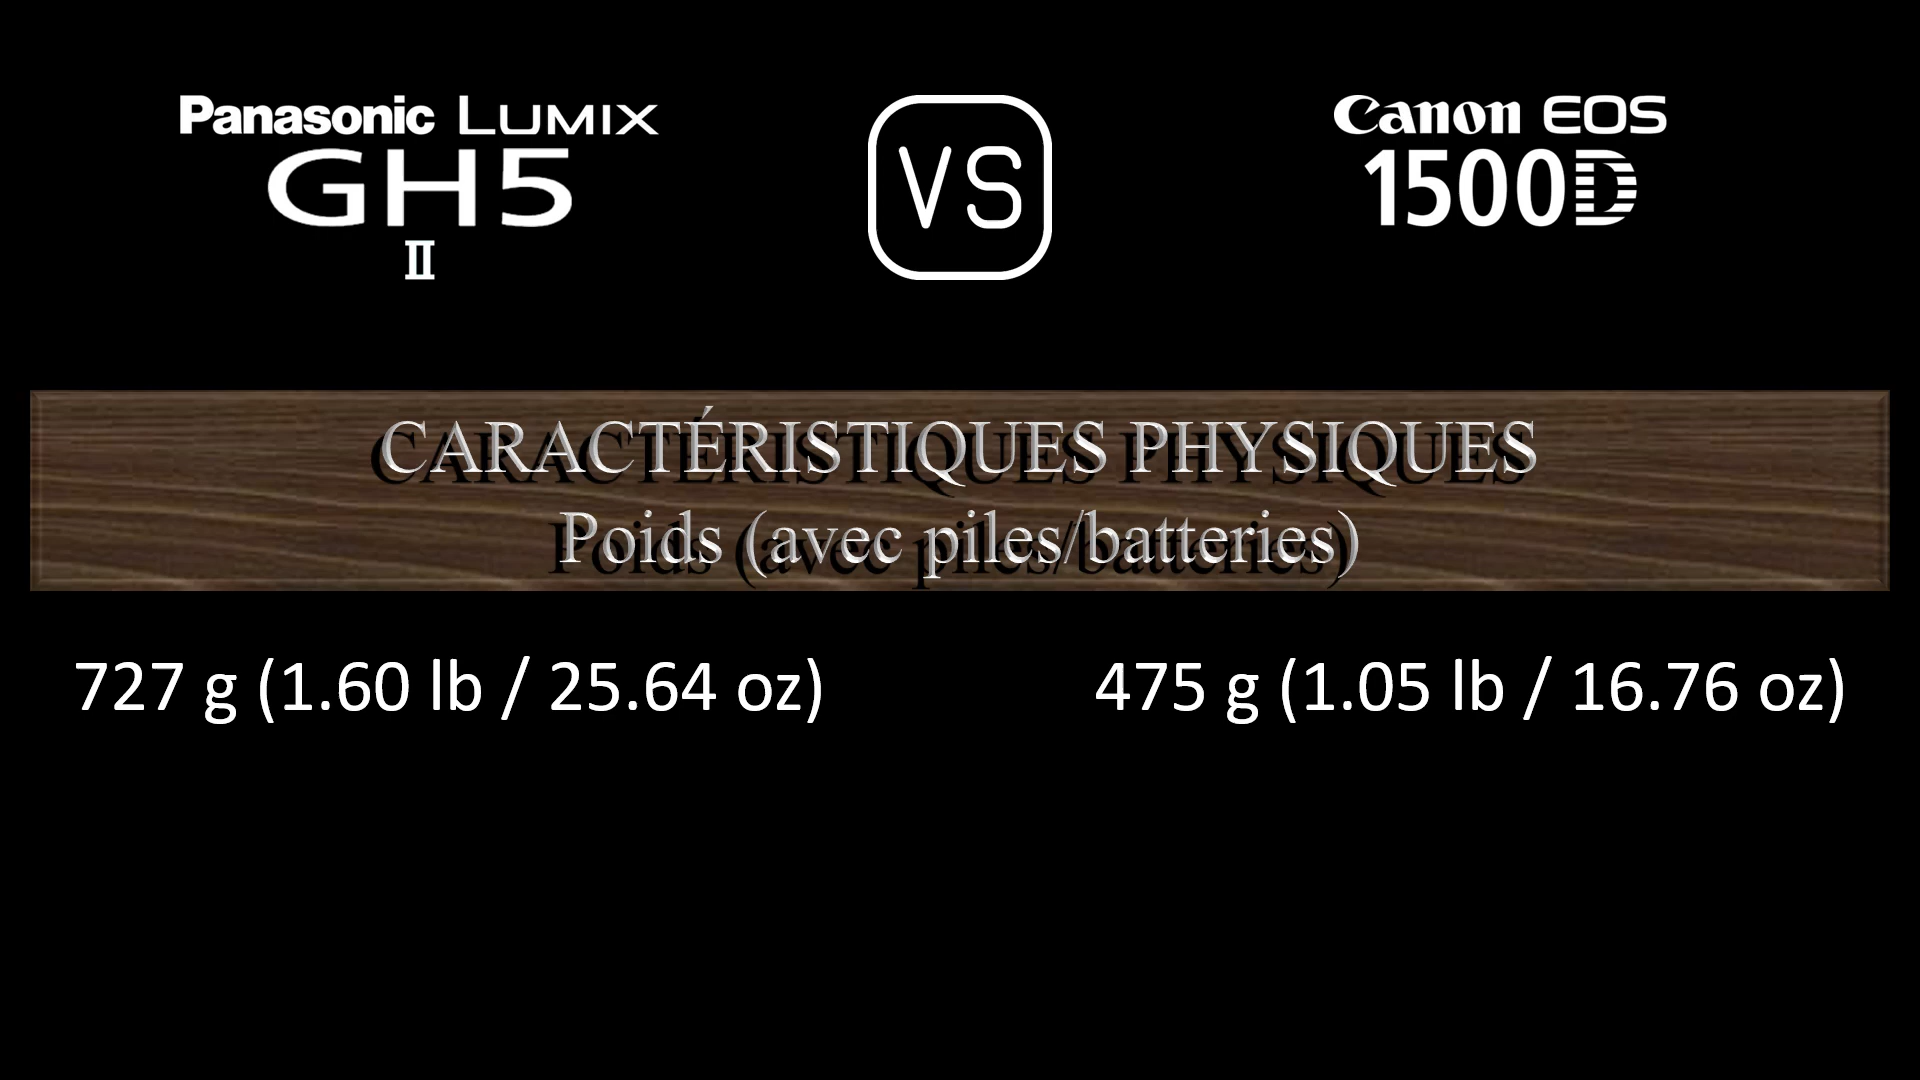 Panasonic LUMIX
GH5
II
VS
Canon EOS
1500D
CARACTÉRISTIQUES PHYSIQUES
Poids (avec piles/batteries)
727 g (1.60 lb / 25.64 oz)
475 g (1.05 lb / 16.76 oz)